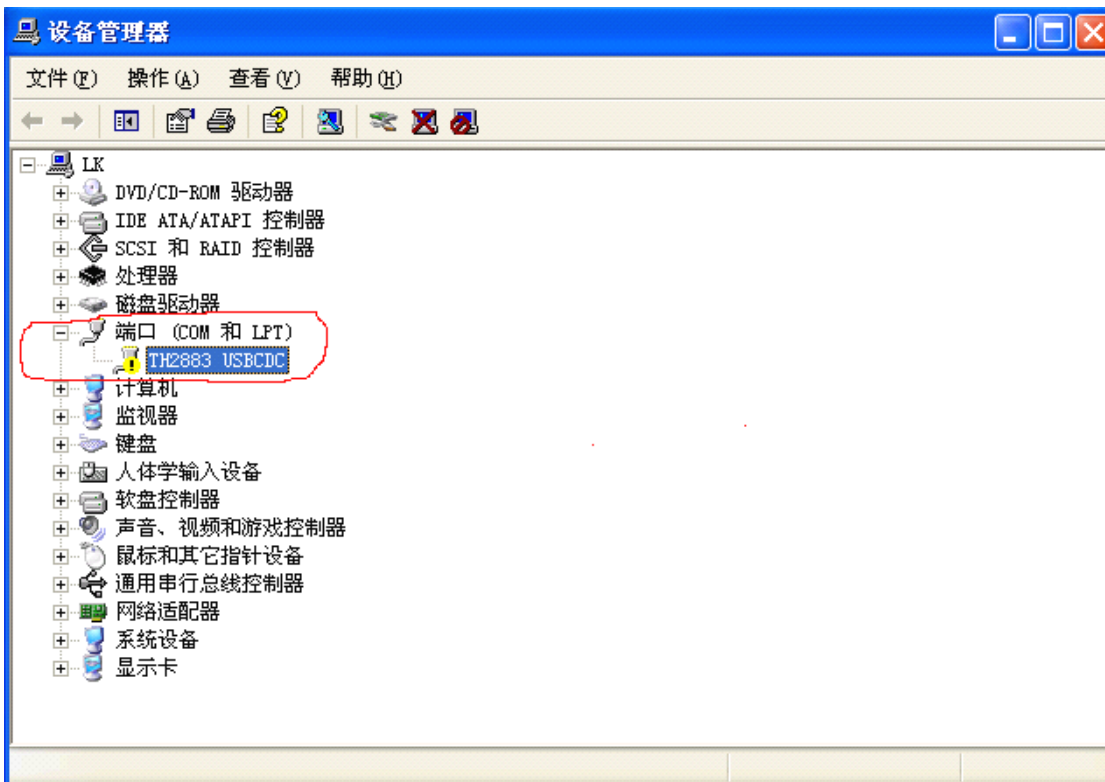 设备管理器
文件(F) 操作(A) 查看(V) 帮助(H)
LK
DVD/CD-ROM 驱动器
IDE ATA/ATAPI 控制器
SCSI 和 RAID 控制器
处理器
磁盘驱动器
端口 (COM 和 LPT)
TH2883 USBCDC
计算机
监视器
键盘
人体学输入设备
软盘控制器
声音、视频和游戏控制器
鼠标和其它指针设备
通用串行总线控制器
网络适配器
系统设备
显示卡